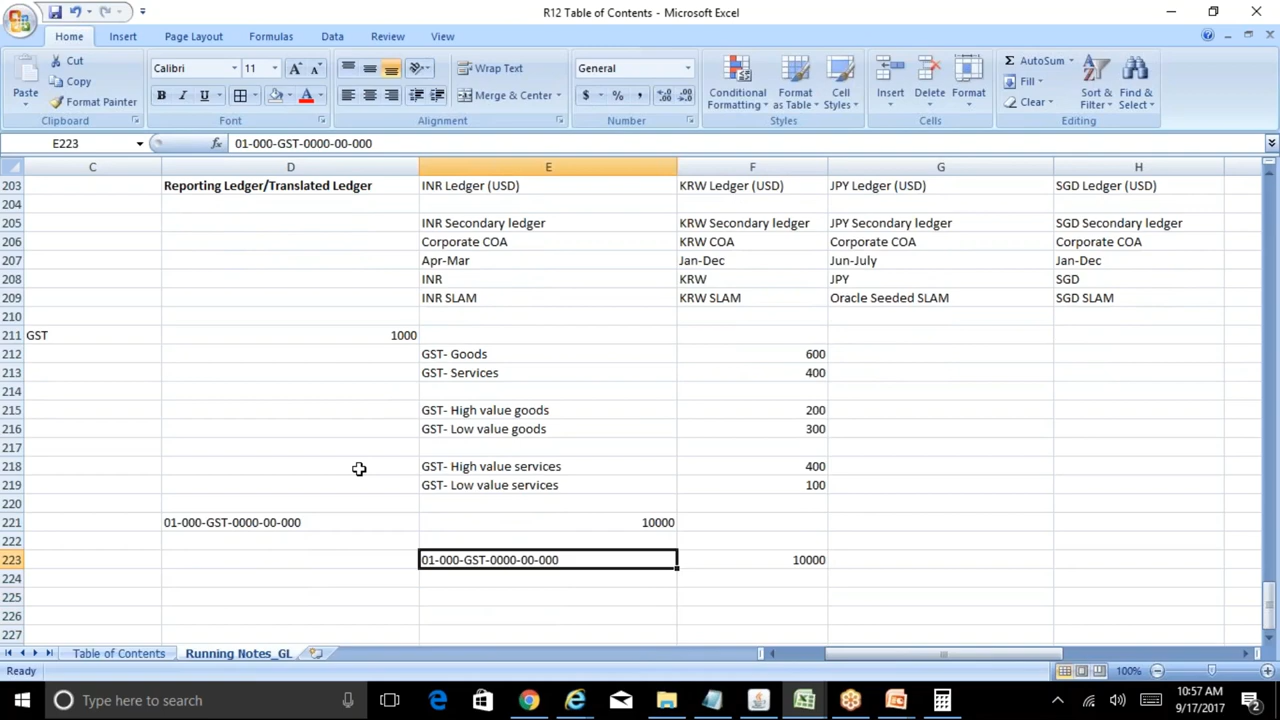 R12 Table of Contents - Microsoft Excel
Home Insert Page Layout Formulas Data Review View
Paste Cut Copy Format Painter Clipboard
Calibri 11 B I U Font
Wrap Text Merge & Center Alignment
General $ % , Number
Conditional Formatting Format as Table Cell Styles Styles
Insert Delete Format Cells
AutoSum Fill Clear Sort & Filter Find & Select Editing
E223 fx 01-000-GST-0000-00-000
C D E F G H
203 Reporting Ledger/Translated Ledger INR Ledger (USD) KRW Ledger (USD) JPY Ledger (USD) SGD Ledger (USD)
204
205 INR Secondary ledger KRW Secondary ledger JPY Secondary ledger SGD Secondary ledger
206 Corporate COA KRW COA Corporate COA Corporate COA
207 Apr-Mar Jan-Dec Jun-July Jan-Dec
208 INR KRW JPY SGD
209 INR SLAM KRW SLAM Oracle Seeded SLAM SGD SLAM
210
211 GST 1000
212 GST- Goods 600
213 GST- Services 400
214
215 GST- High value goods 200
216 GST- Low value goods 300
217
218 GST- High value services 400
219 GST- Low value services 100
220
221 01-000-GST-0000-00-000 10000
222
223 01-000-GST-0000-00-000 10000
224
225
226
227
Table of Contents Running Notes_GL
Ready 100%
Type here to search 10:57 AM
9/17/2017 2